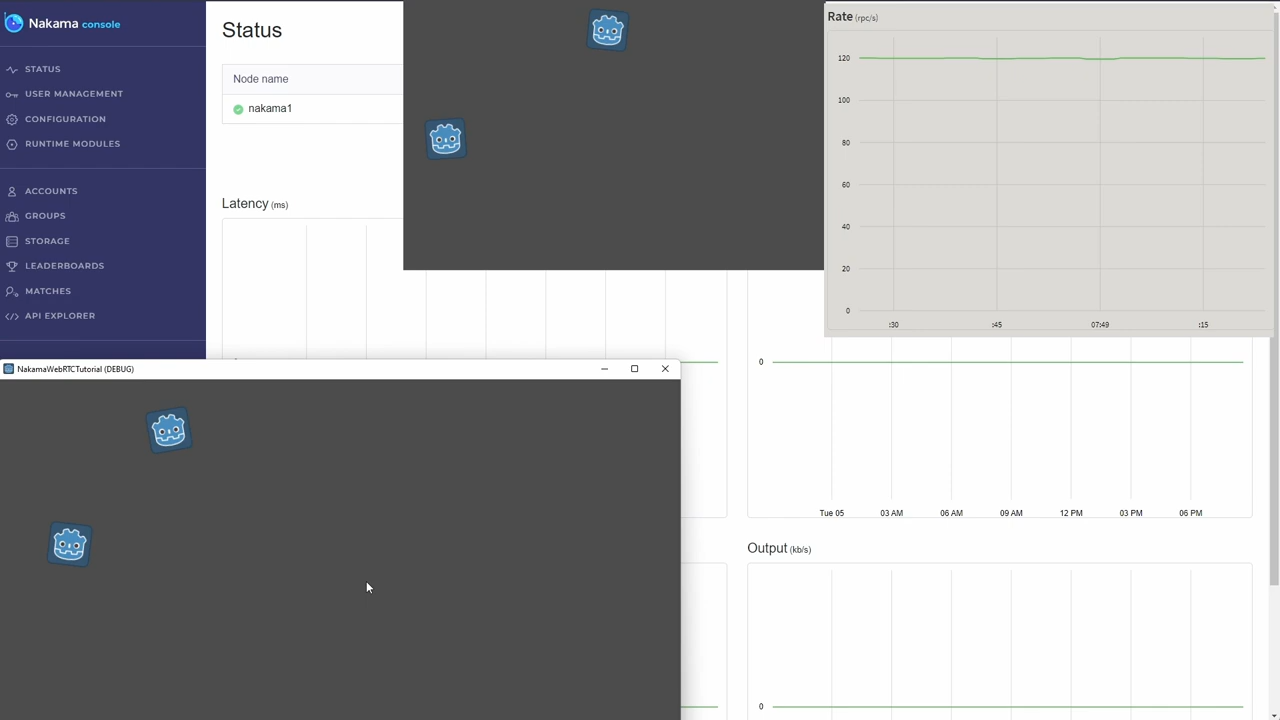 Nakama console
STATUS
USER MANAGEMENT
CONFIGURATION
RUNTIME MODULES
ACCOUNTS
GROUPS
STORAGE
LEADERBOARDS
MATCHES
API EXPLORER
Status
Node name
nakama1
Latency (ms)
Rate (rpc/s)
120
100
80
60
40
20
0
:30 :45 07:49 :15
NakamaWebRTCTutorial (DEBUG)
0
Tue 05 03 AM 06 AM 09 AM 12 PM 03 PM 06 PM
Output (kb/s)
0